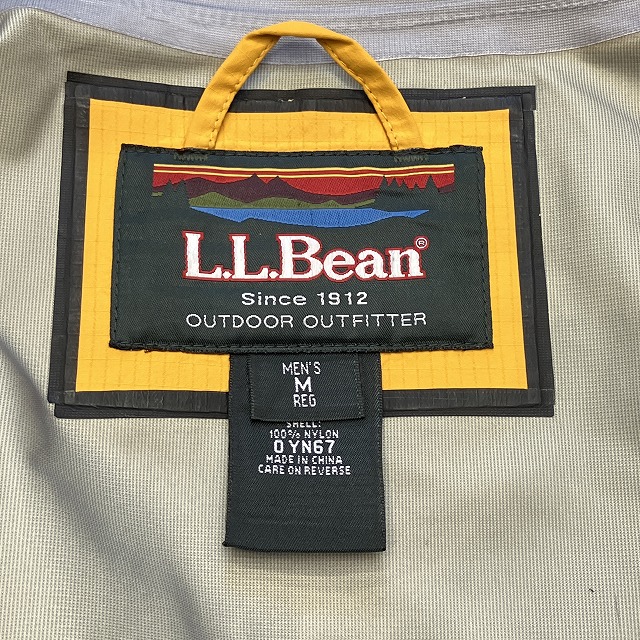 L.L.Bean®
Since 1912
OUTDOOR OUTFITTER
MEN'S
M
REG
SHELL:
100% NYLON
0 YN67
MADE IN CHINA
CARE ON REVERSE